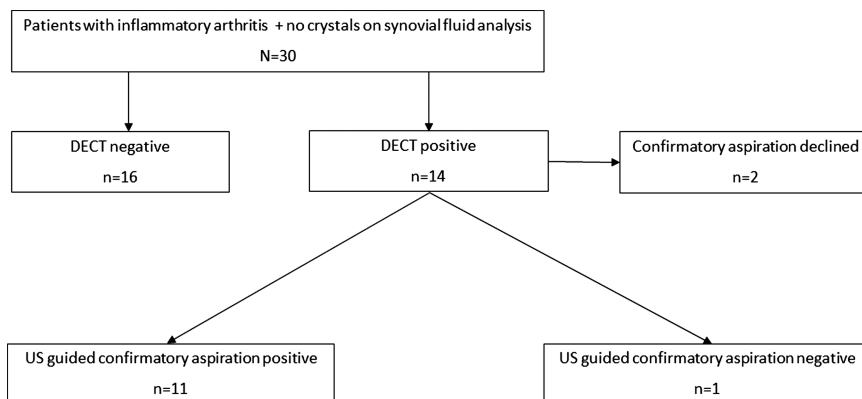 Patients with inflammatory arthritis + no crystals on synovial fluid analysis
N=30
DECT negative
n=16
DECT positive
n=14
Confirmatory aspiration declined
n=2
US guided confirmatory aspiration positive
n=11
US guided confirmatory aspiration negative
n=1